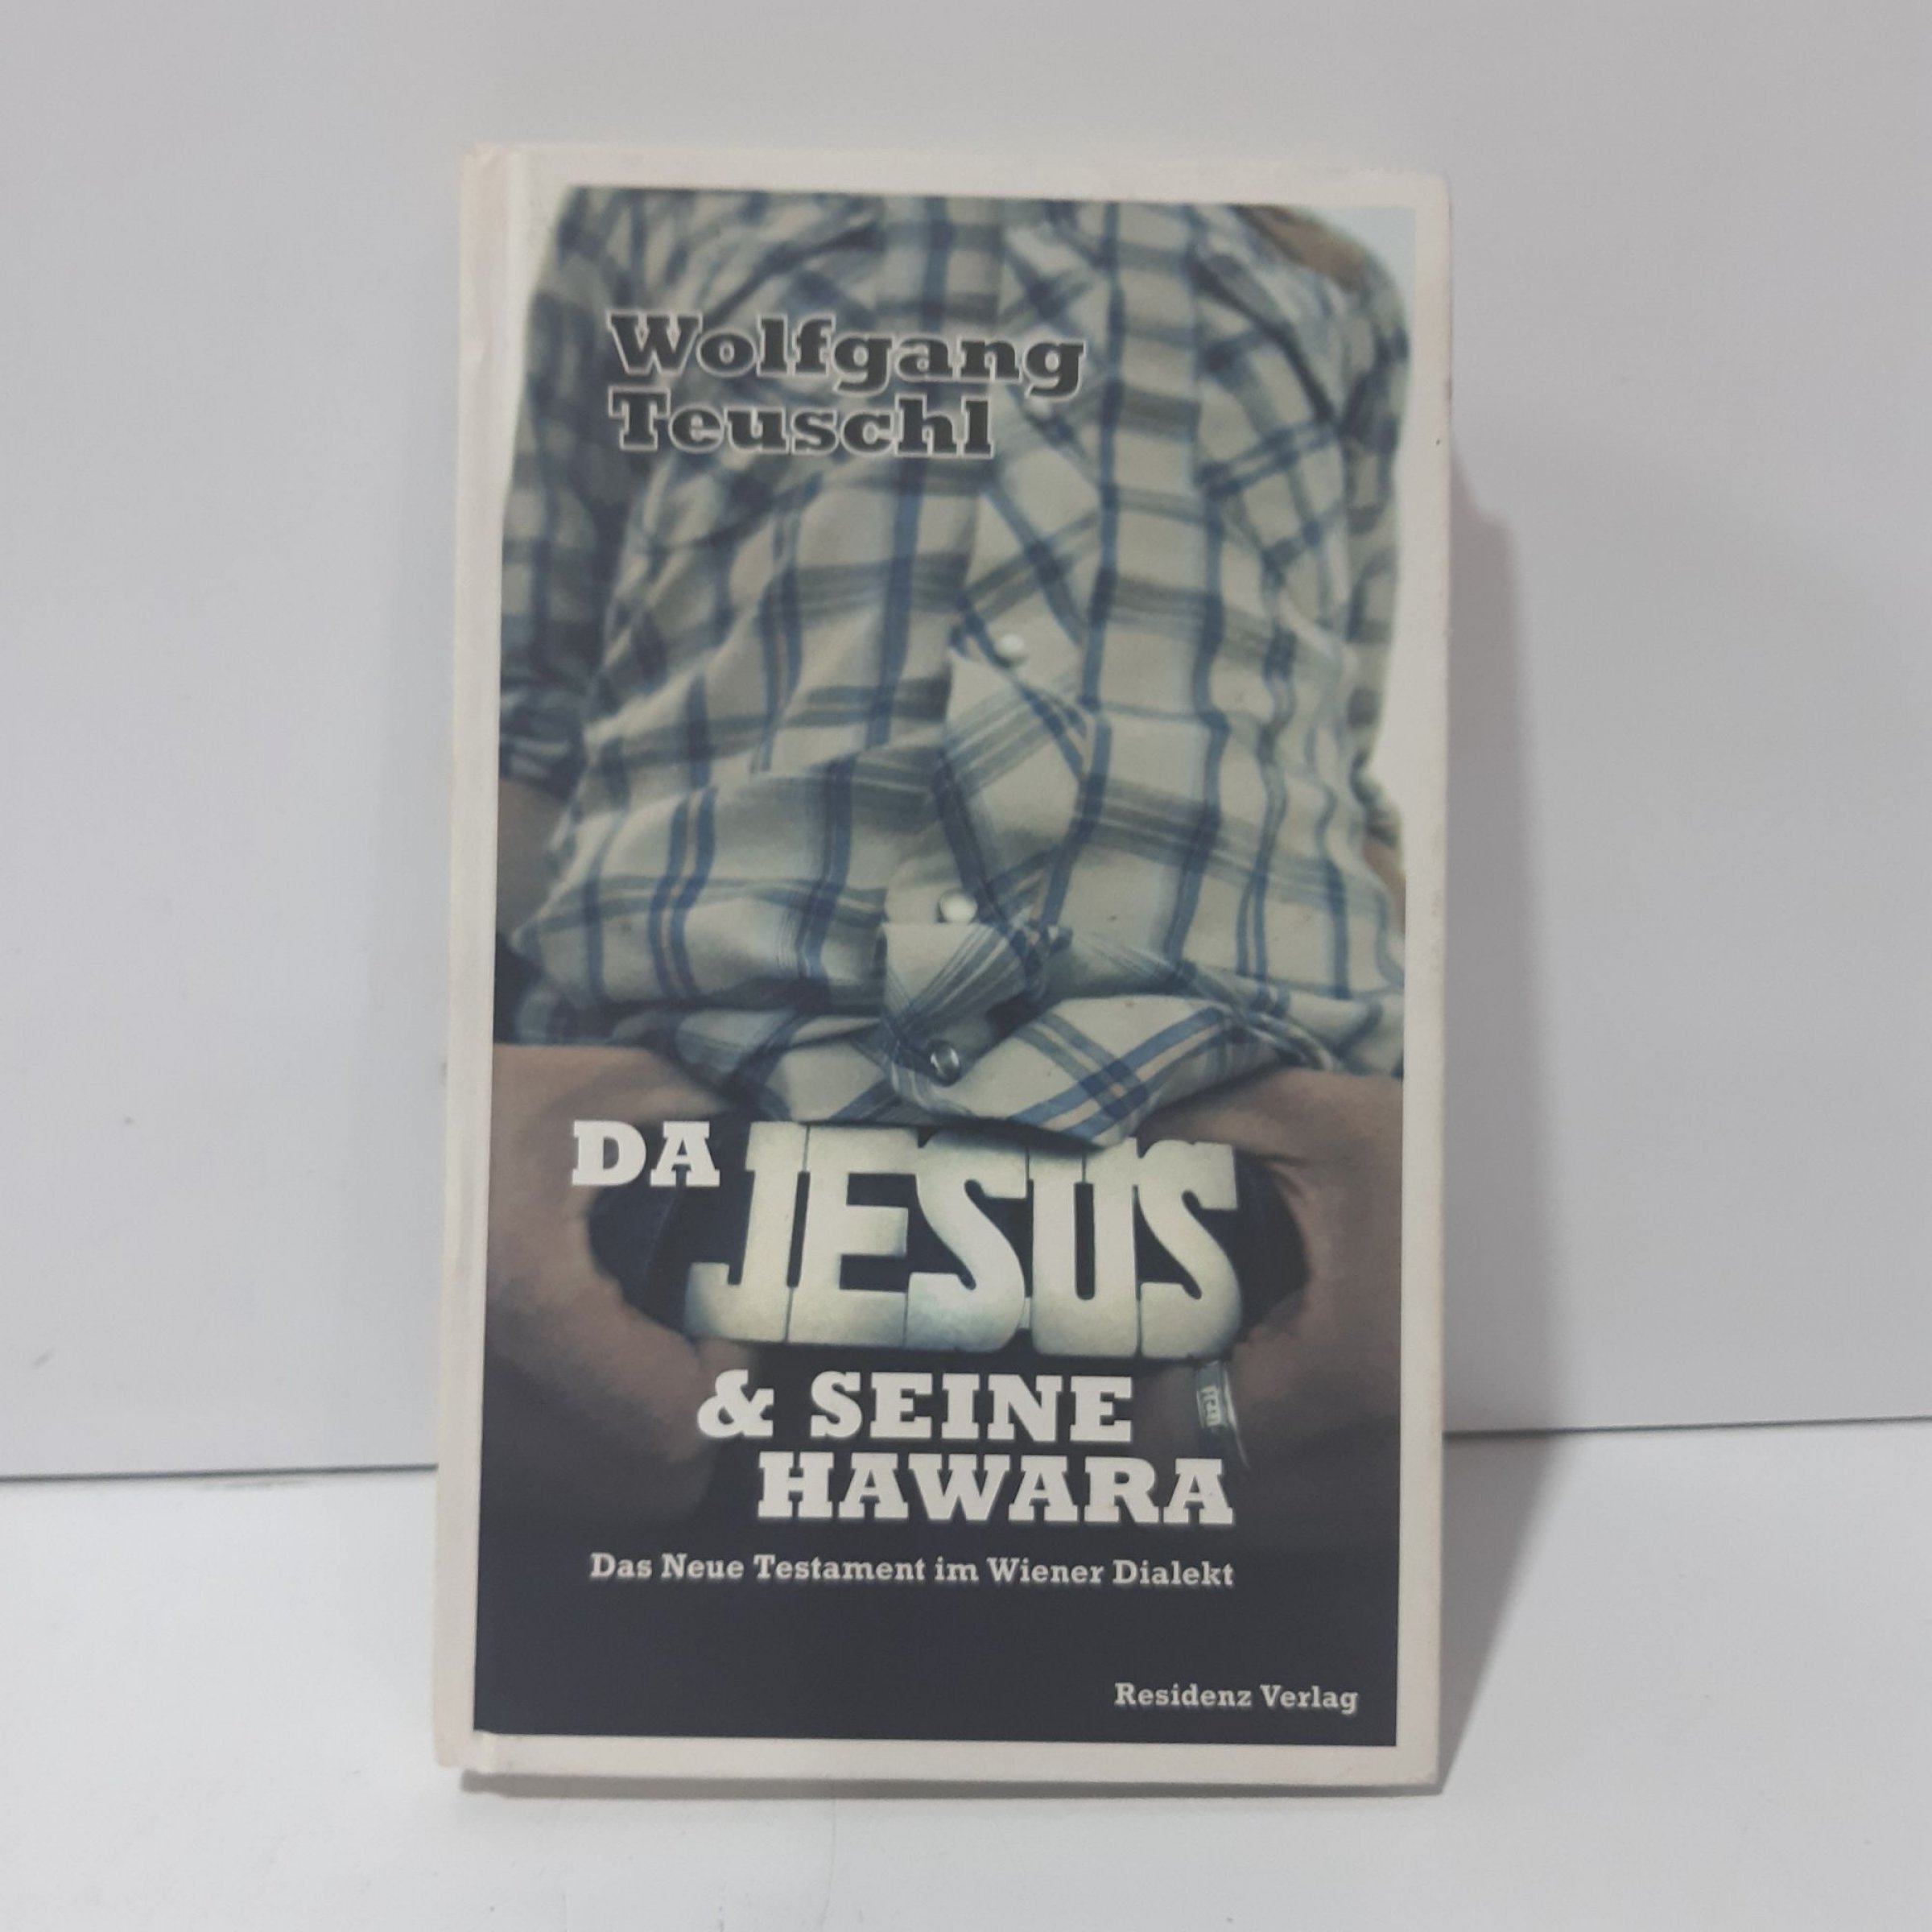 Wolfgang
Teuschl
DA JESUS
& SEINE
HAWARA
Das Neue Testament im Wiener Dialekt
Residenz Verlag